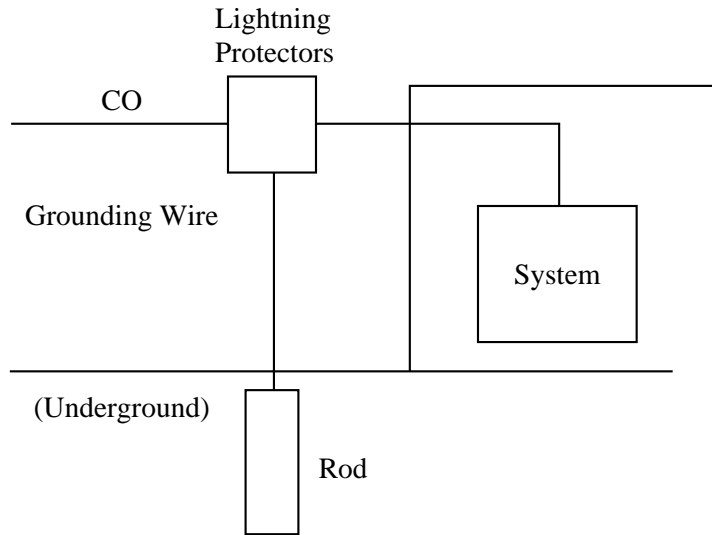 Lightning
Protectors
CO
Grounding Wire
System
(Underground)
Rod